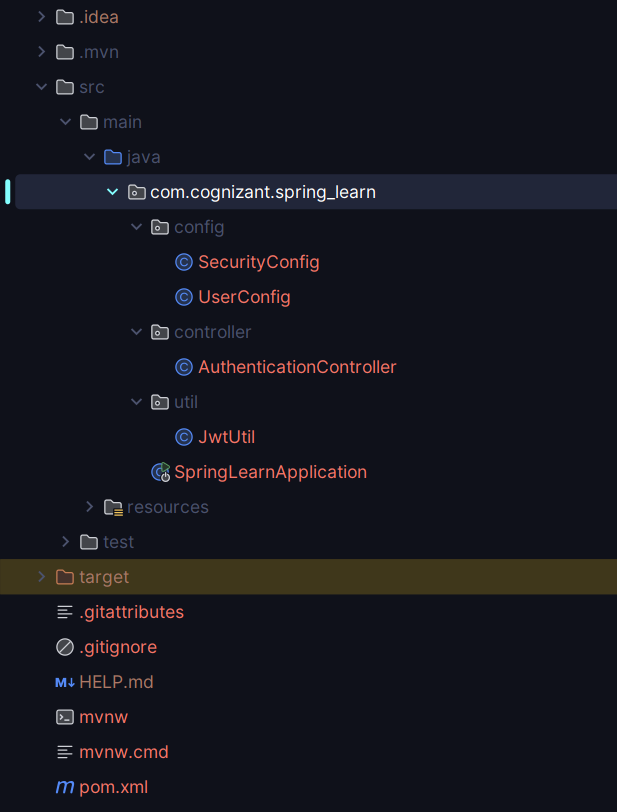 .idea
.mvn
src
main
java
com.cognizant.spring_learn
config
SecurityConfig
UserConfig
controller
AuthenticationController
util
JwtUtil
SpringLearnApplication
resources
test
target
.gitattributes
.gitignore
HELP.md
mvnw
mvnw.cmd
pom.xml